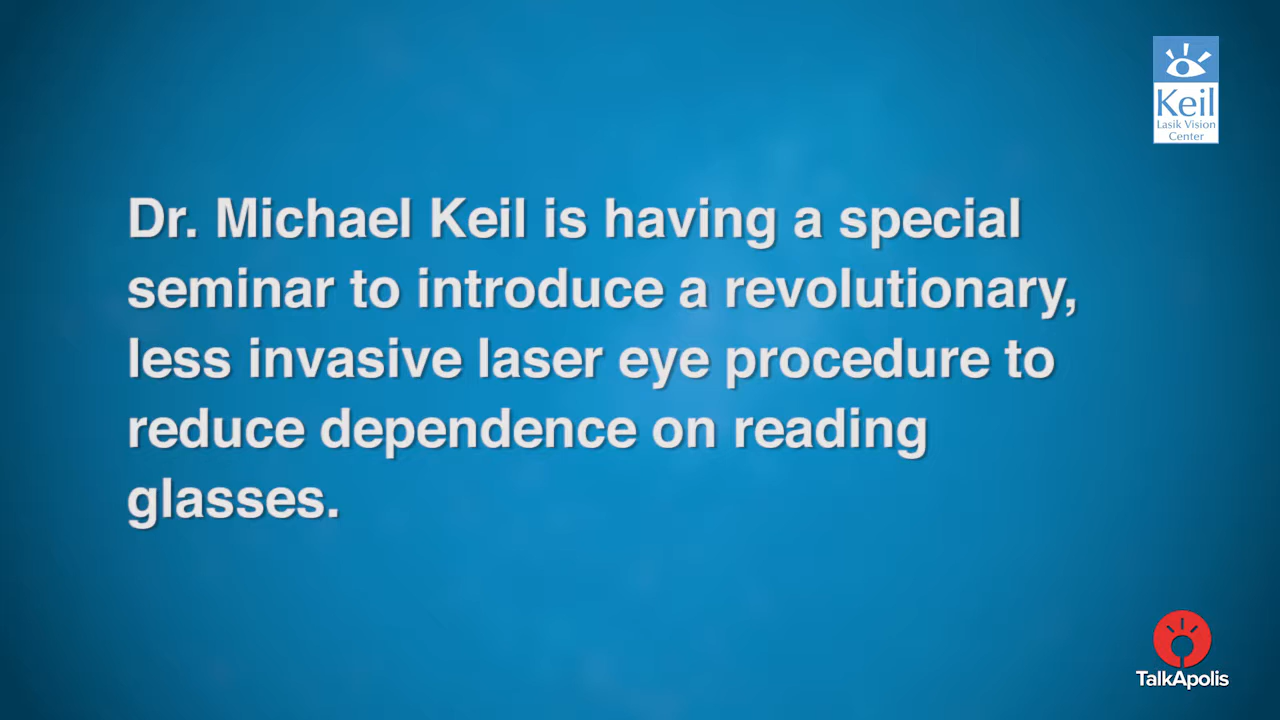 Keil
Lasik Vision
Center
Dr. Michael Keil is having a special
seminar to introduce a revolutionary,
less invasive laser eye procedure to
reduce dependence on reading
glasses.
TalkApolis